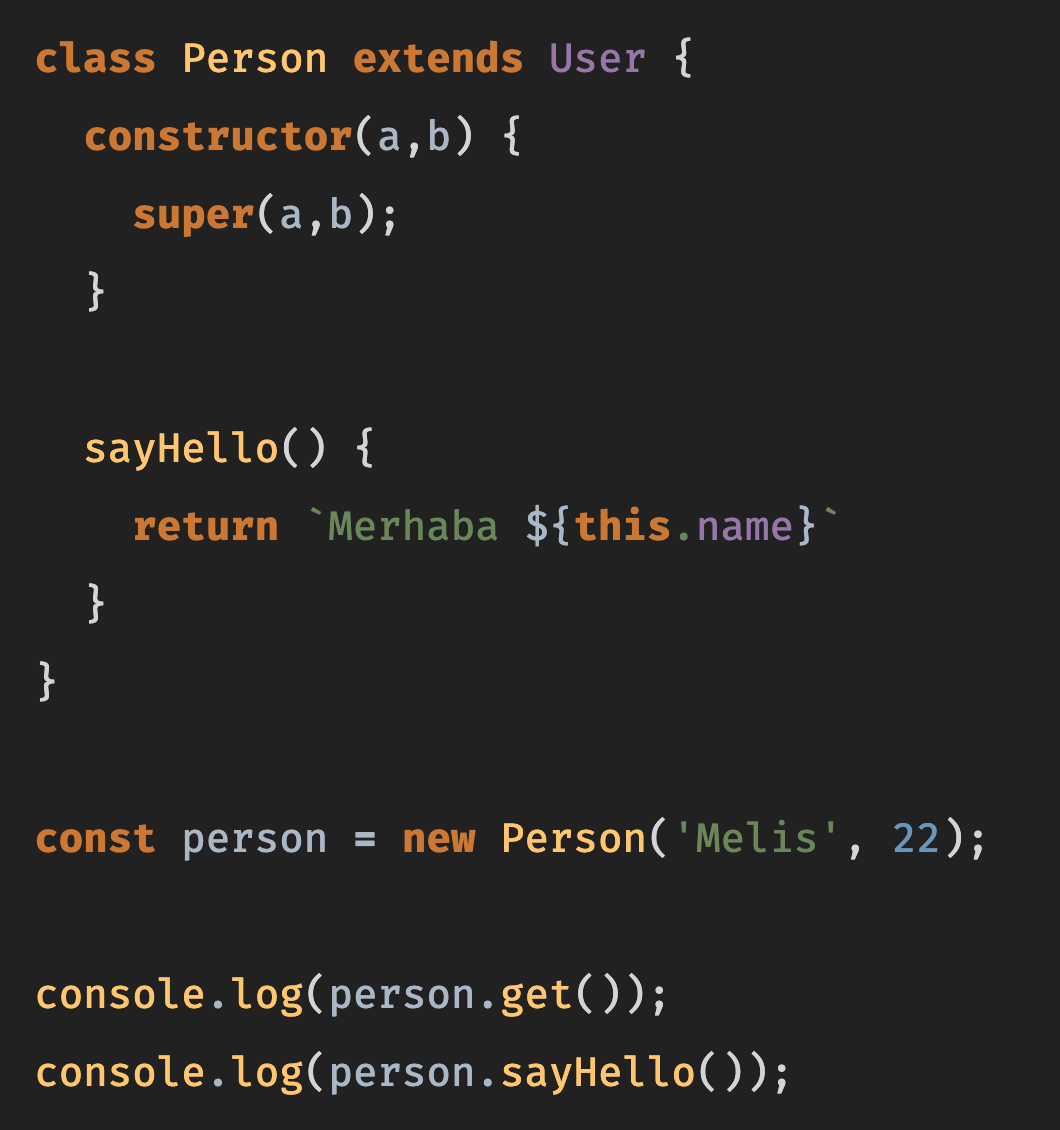 class Person extends User {
  constructor(a,b) {
    super(a,b);
  }

  sayHello() {
    return `Merhaba ${this.name}`
  }
}

const person = new Person('Melis', 22);

console.log(person.get());
console.log(person.sayHello());